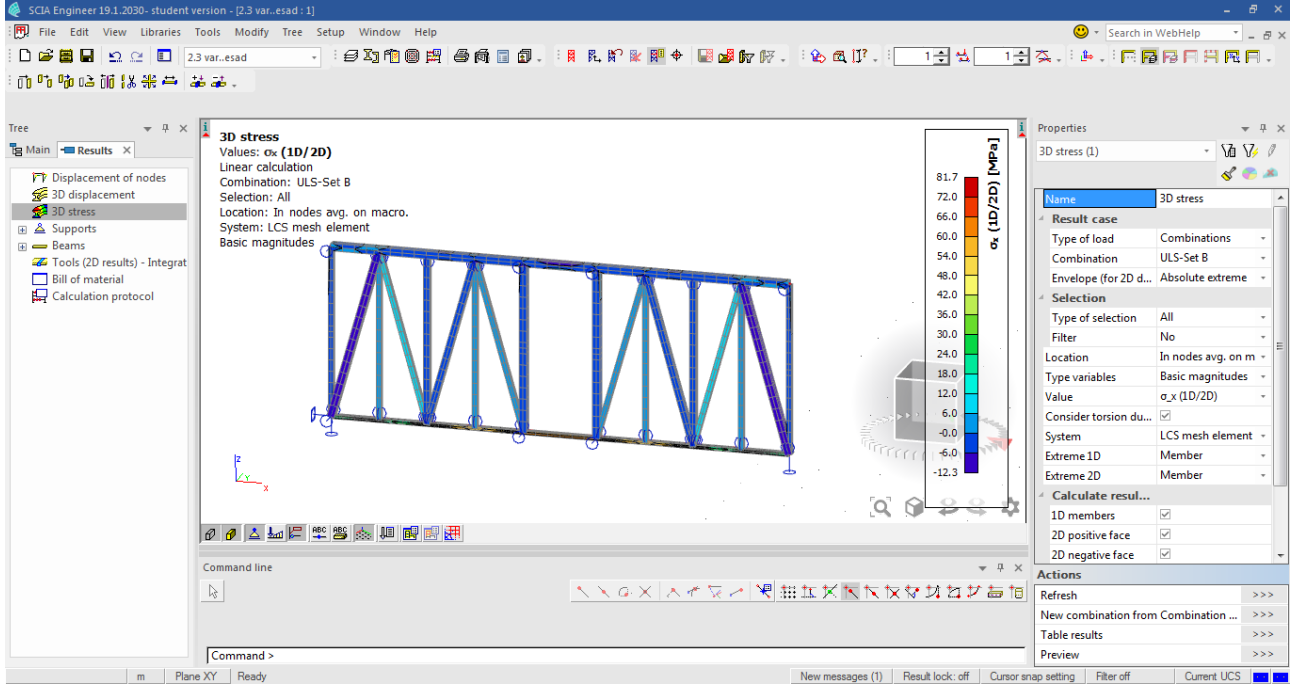 SCIA Engineer 19.1.2030- student version - [2.3 var..esad : 1]
File Edit View Libraries Tools Modify Tree Setup Window Help
Search in WebHelp
2.3 var..esad
1
1
Tree
Main
Results
Displacement of nodes
3D displacement
3D stress
Supports
Beams
Tools (2D results) - Integrat
Bill of material
Calculation protocol
3D stress
Values: σx (1D/2D)
Linear calculation
Combination: ULS-Set B
Selection: All
Location: In nodes avg. on macro.
System: LCS mesh element
Basic magnitudes
σx (1D/2D) [MPa]
81.7
72.0
66.0
60.0
54.0
48.0
42.0
36.0
30.0
24.0
18.0
12.0
6.0
-0.0
-6.0
-12.3
z
Y
x
ABC
ABC
Command line
Command >
Properties
3D stress (1)
Name 3D stress
Result case
Type of load Combinations
Combination ULS-Set B
Envelope (for 2D d... Absolute extreme
Selection
Type of selection All
Filter No
Location In nodes avg. on m
Type variables Basic magnitudes
Value σ_x (1D/2D)
Consider torsion du...
System LCS mesh element
Extreme 1D Member
Extreme 2D Member
Calculate resul...
1D members
2D positive face
2D negative face
Actions
Refresh >>>
New combination from Combination ... >>>
Table results >>>
Preview >>>
m Plane XY Ready
New messages (1) Result lock: off Cursor snap setting Filter off Current UCS